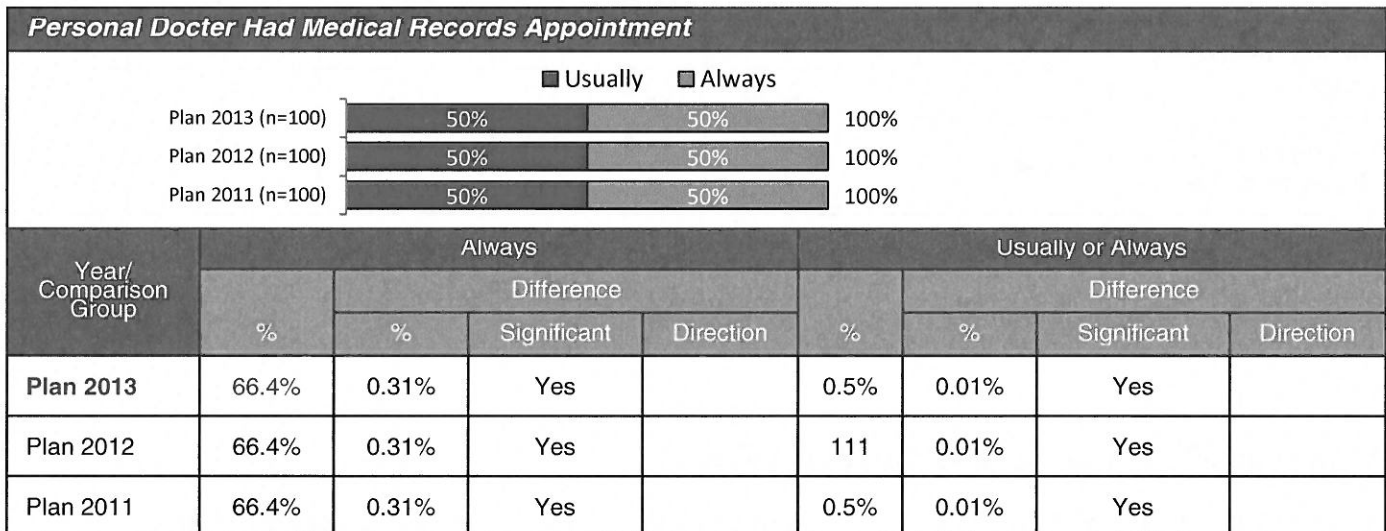 Personal Docter Had Medical Records Appointment
Usually Always
Plan 2013 (n=100) 50% 50% 100%
Plan 2012 (n=100) 50% 50% 100%
Plan 2011 (n=100) 50% 50% 100%
Year/
Comparison
Group
Always Usually or Always
Difference Difference
% % Significant Direction % % Significant Direction
Plan 2013 66.4% 0.31% Yes 0.5% 0.01% Yes
Plan 2012 66.4% 0.31% Yes 111 0.01% Yes
Plan 2011 66.4% 0.31% Yes 0.5% 0.01% Yes